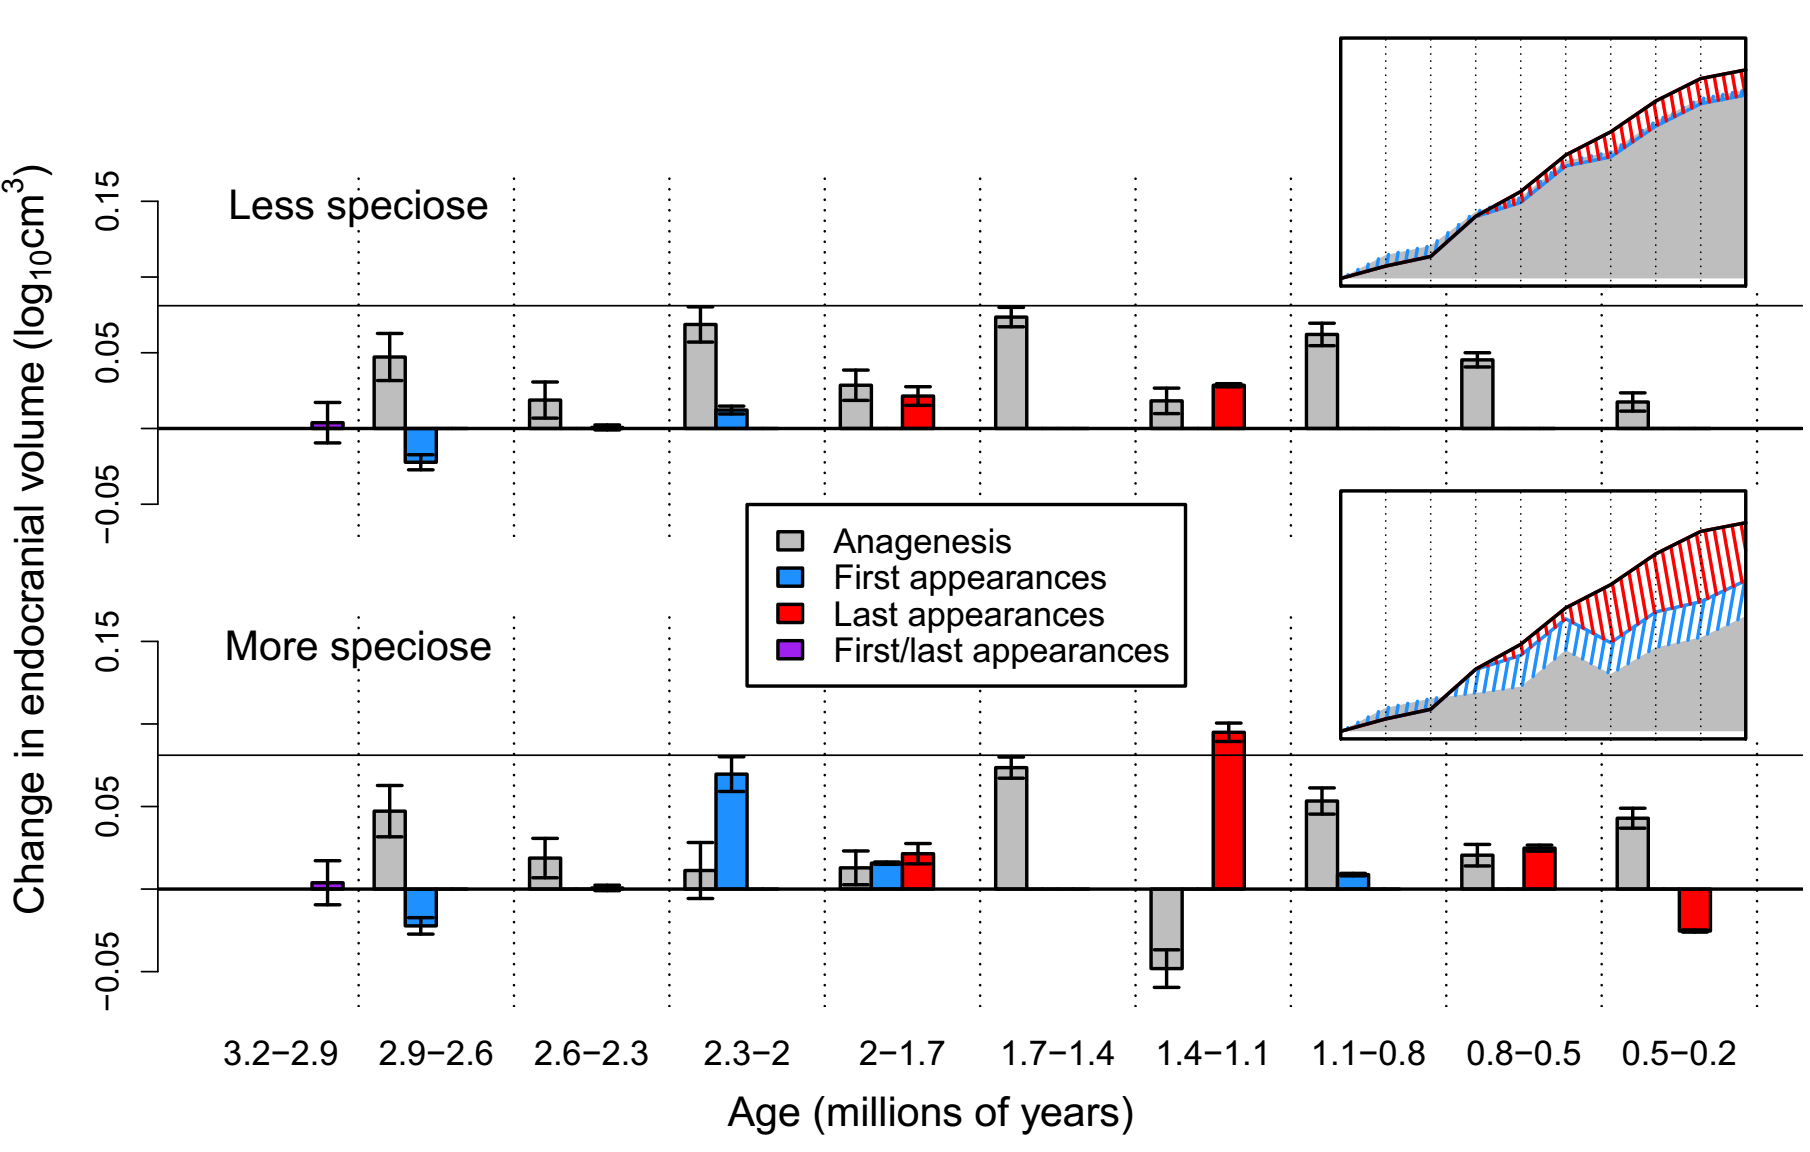 Change in endocranial volume (log10cm3)
Less speciose
0.15
0.05
−0.05
Anagenesis
First appearances
Last appearances
First/last appearances
More speciose
0.15
0.05
−0.05
3.2−2.9 2.9−2.6 2.6−2.3 2.3−2 2−1.7 1.7−1.4 1.4−1.1 1.1−0.8 0.8−0.5 0.5−0.2
Age (millions of years)